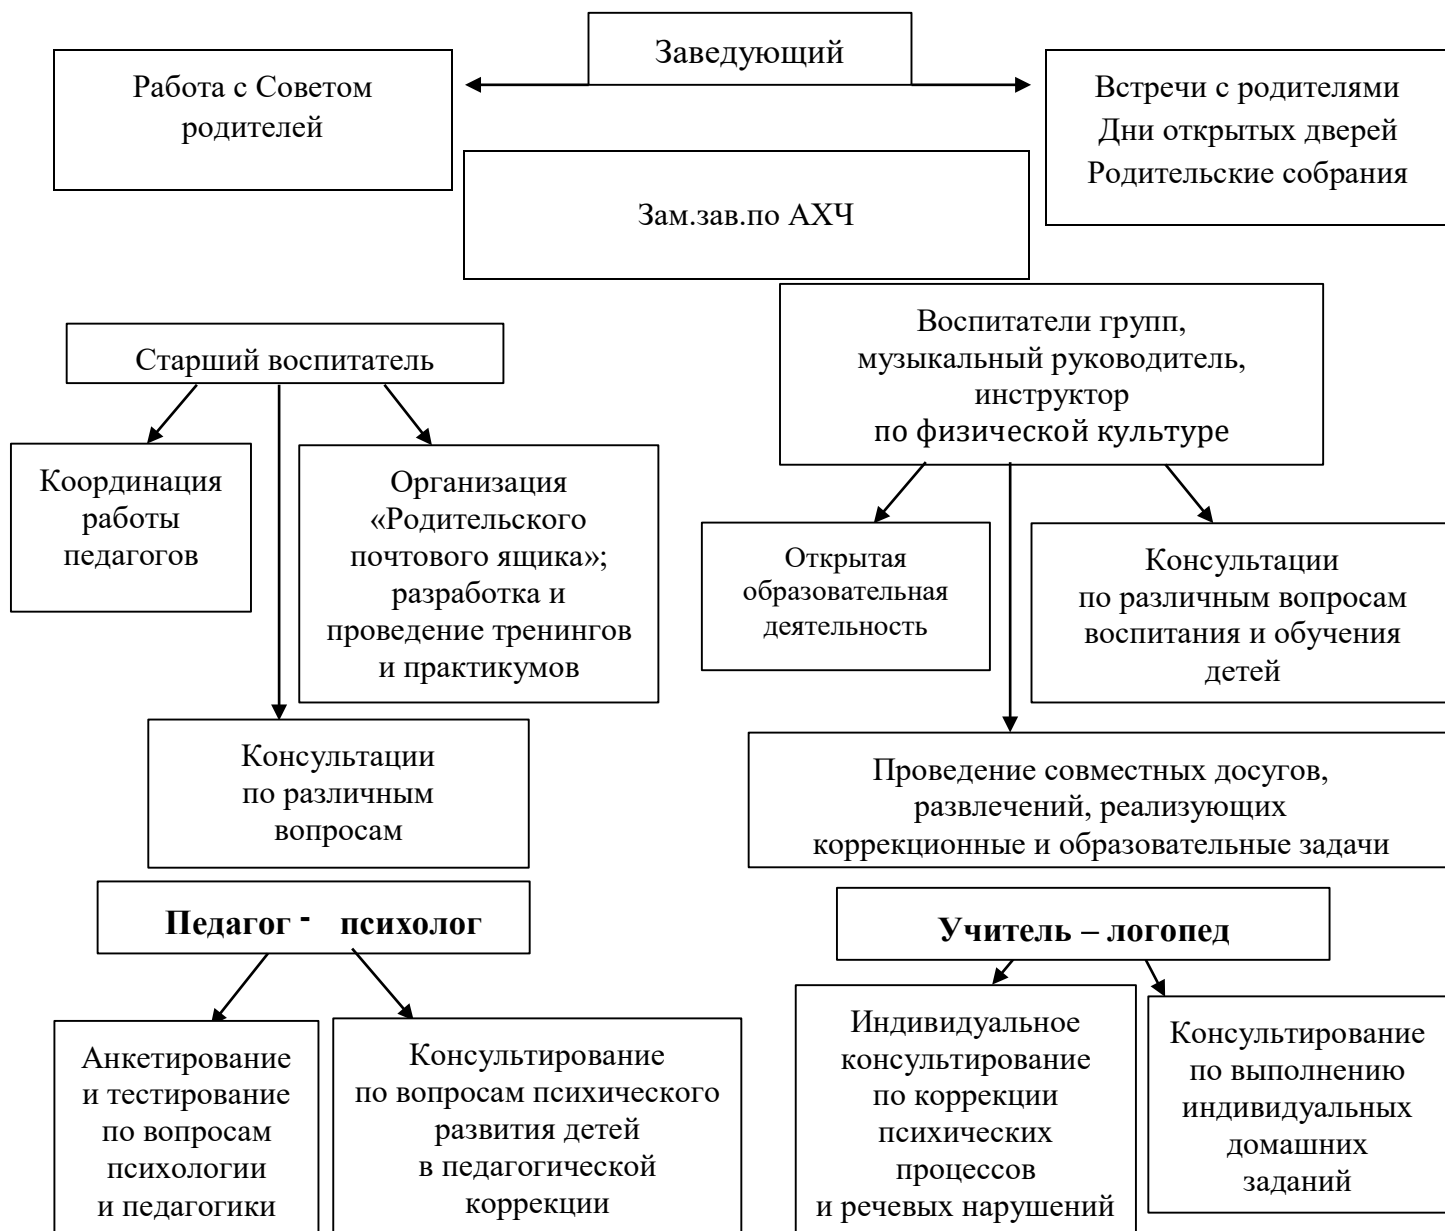 Заведующий
Работа с Советом
родителей
Встречи с родителями
Дни открытых дверей
Родительские собрания
Зам.зав.по АХЧ
Старший воспитатель
Воспитатели групп,
музыкальный руководитель,
инструктор
по физической культуре
Координация
работы
педагогов
Организация
«Родительского
почтового ящика»;
разработка и
проведение тренингов
и практикумов
Открытая
образовательная
деятельность
Консультации
по различным вопросам
воспитания и обучения
детей
Консультации
по различным
вопросам
Проведение совместных досугов,
развлечений, реализующих
коррекционные и образовательные задачи
Педагог - психолог
Учитель – логопед
Анкетирование
и тестирование
по вопросам
психологии
и педагогики
Консультирование
по вопросам психического
развития детей
в педагогической
коррекции
Индивидуальное
консультирование
по коррекции
психических
процессов
и речевых нарушений
Консультирование
по выполнению
индивидуальных
домашних
заданий